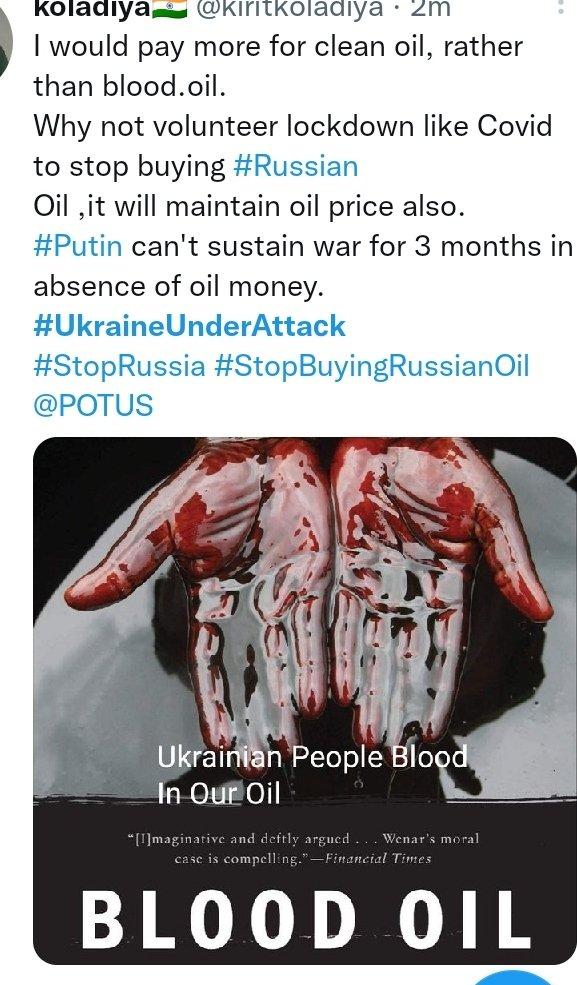 koladiya🇮🇳 @kiritkoladiya · 2m
I would pay more for clean oil, rather
than blood.oil.
Why not volunteer lockdown like Covid
to stop buying #Russian
Oil ,it will maintain oil price also.
#Putin can't sustain war for 3 months in
absence of oil money.
#UkraineUnderAttack
#StopRussia #StopBuyingRussianOil
@POTUS
Ukrainian People Blood
In Our Oil
“[I]maginative and deftly argued . . . Wenar’s moral
case is compelling.”—Financial Times
BLOOD OIL